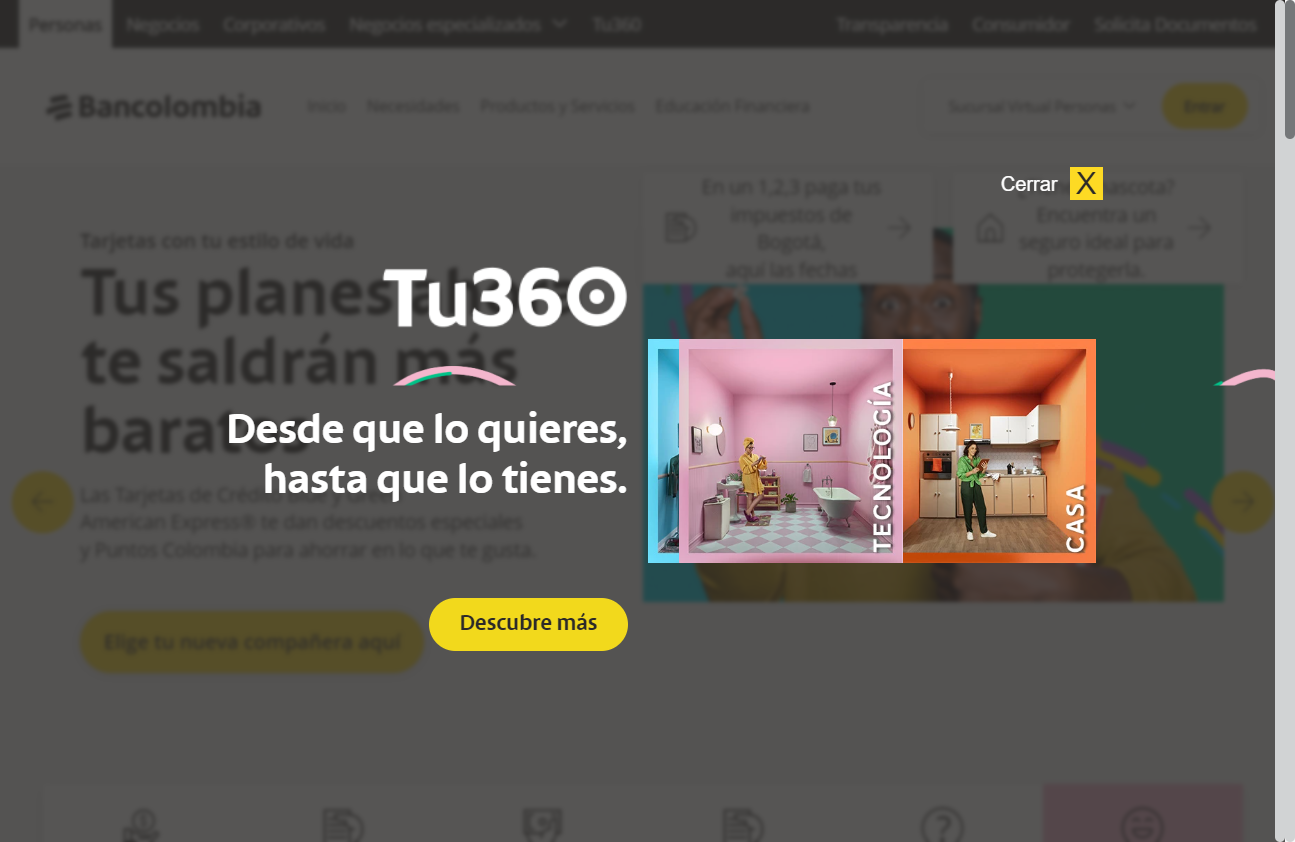 Personas Negocios Corporativos Negocios especializados Tu360 Transparencia Consumidor Solicita Documentos
Bancolombia Inicio Necesidades Productos y Servicios Educación Financiera Sucursal Virtual Personas Entrar
Cerrar X
En un 1,2,3 paga tus
impuestos de
Bogotá,
aquí las fechas
mascota?
Encuentra un
seguro ideal para
protegerla.
Tarjetas con tu estilo de vida
Tus planes
te saldrán más
baratos
Tu360
Desde que lo quieres,
hasta que lo tienes.
TECNOLOGÍA
CASA
Las Tarjetas de Crédito
American Express® te dan descuentos especiales
y Puntos Colombia para ahorrar en lo que te gusta.
Descubre más
Elige tu nueva compañera aquí